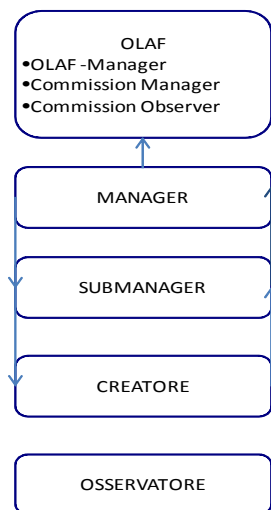 OLAF
•OLAF -Manager
•Commission Manager
•Commission Observer
MANAGER
SUBMANAGER
CREATORE
OSSERVATORE